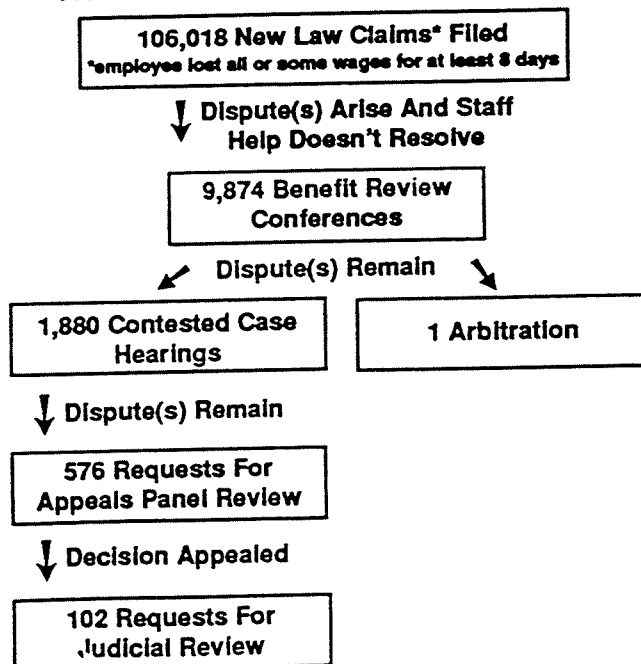 106,018 New Law Claims* Filed
*employee lost all or some wages for at least 8 days
Dispute(s) Arise And Staff
Help Doesn't Resolve
9,874 Benefit Review
Conferences
Dispute(s) Remain
1,880 Contested Case
Hearings
1 Arbitration
Dispute(s) Remain
576 Requests For
Appeals Panel Review
Decision Appealed
102 Requests For
Judicial Review